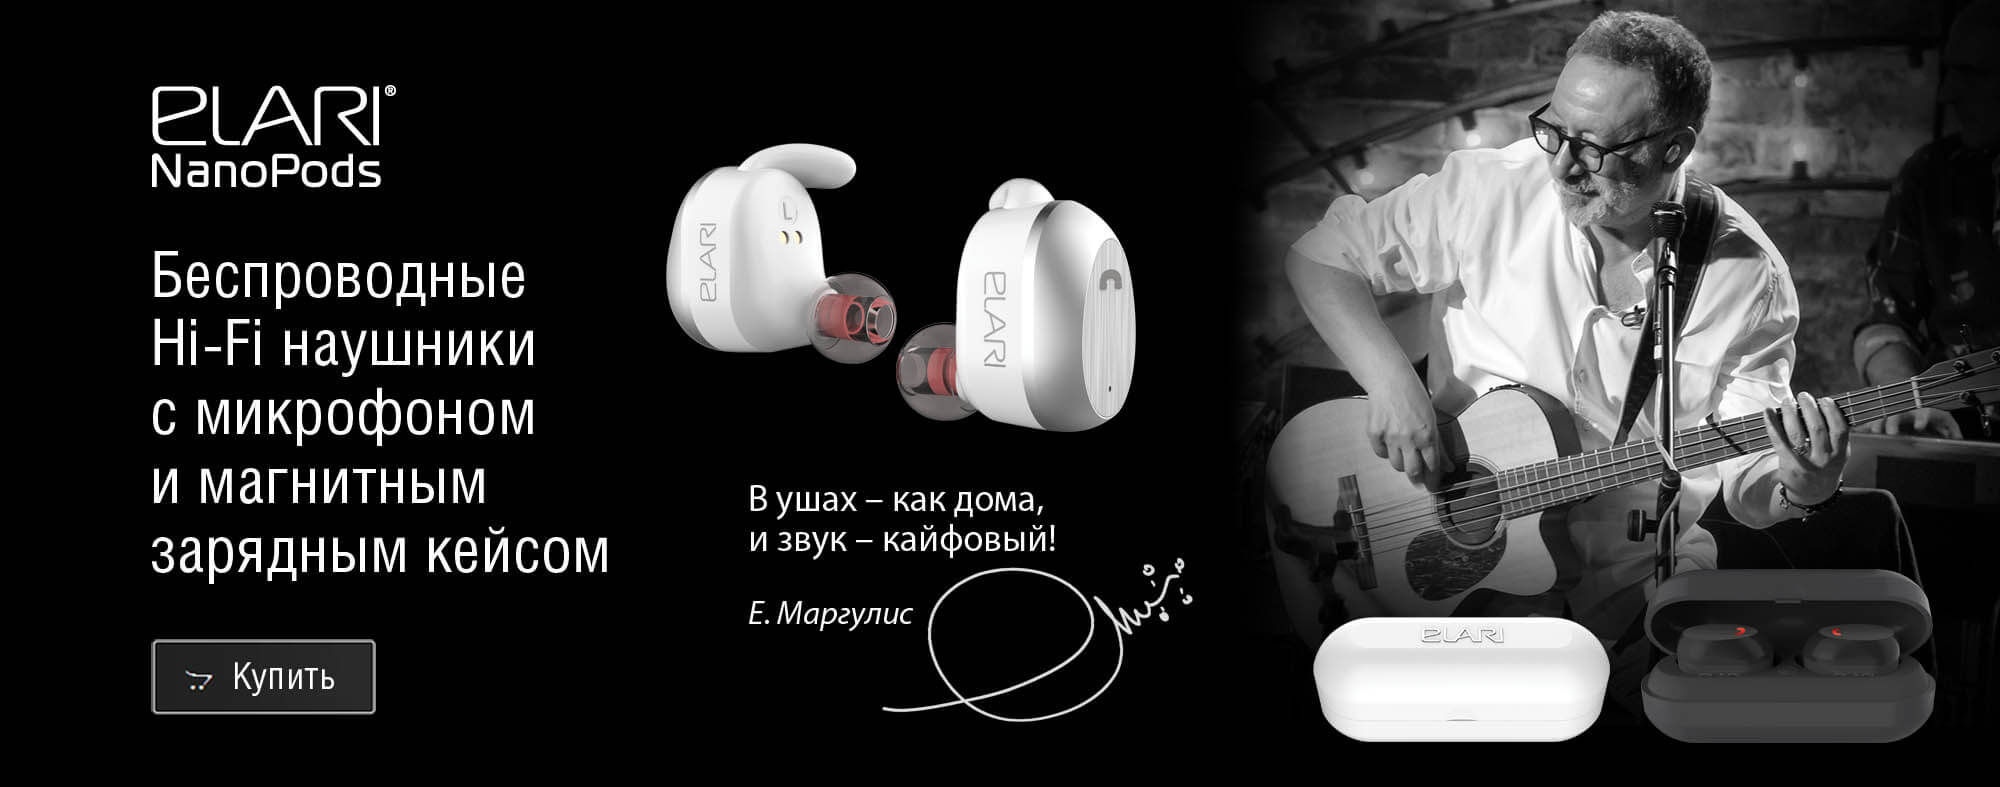 ELARI®
NanoPods
Беспроводные
Hi-Fi наушники
с микрофоном
и магнитным
зарядным кейсом
Купить
L
ELARI
ELARI
В ушах – как дома,
и звук – кайфовый!
Е. Маргулис
ELARI